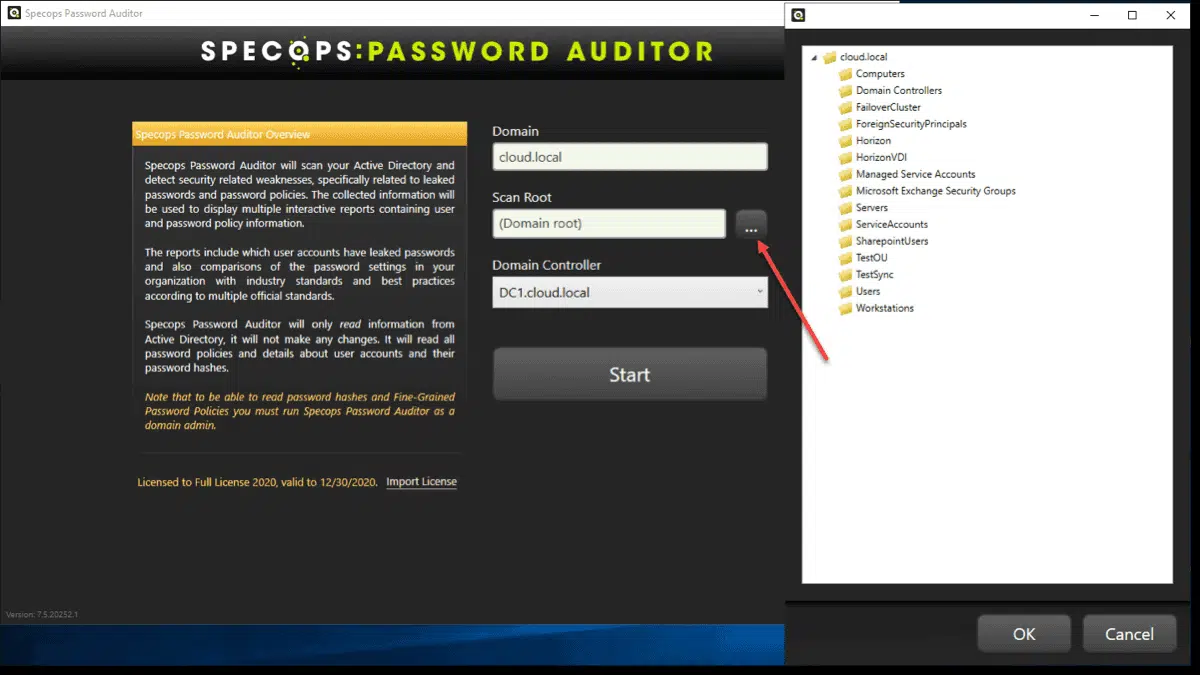 Specops Password Auditor
SPECOPS:PASSWORD AUDITOR
Specops Password Auditor Overview
Specops Password Auditor will scan your Active Directory and
detect security related weaknesses, specifically related to leaked
passwords and password policies. The collected information will
be used to display multiple interactive reports containing user
and password policy information.
The reports include which user accounts have leaked passwords
and also comparisons of the password settings in your
organization with industry standards and best practices
according to multiple official standards.
Specops Password Auditor will only read information from
Active Directory, it will not make any changes. It will read all
password policies and details about user accounts and their
password hashes.
Note that to be able to read password hashes and Fine-Grained
Password Policies you must run Specops Password Auditor as a
domain admin.
Licensed to Full License 2020, valid to 12/30/2020. Import License
Domain
cloud.local
Scan Root
(Domain root)
...
Domain Controller
DC1.cloud.local
Start
Version: 7.5.20252.1
cloud.local
Computers
Domain Controllers
FailoverCluster
ForeignSecurityPrincipals
Horizon
HorizonVDI
Managed Service Accounts
Microsoft Exchange Security Groups
Servers
ServiceAccounts
SharepointUsers
TestOU
TestSync
Users
Workstations
OK
Cancel